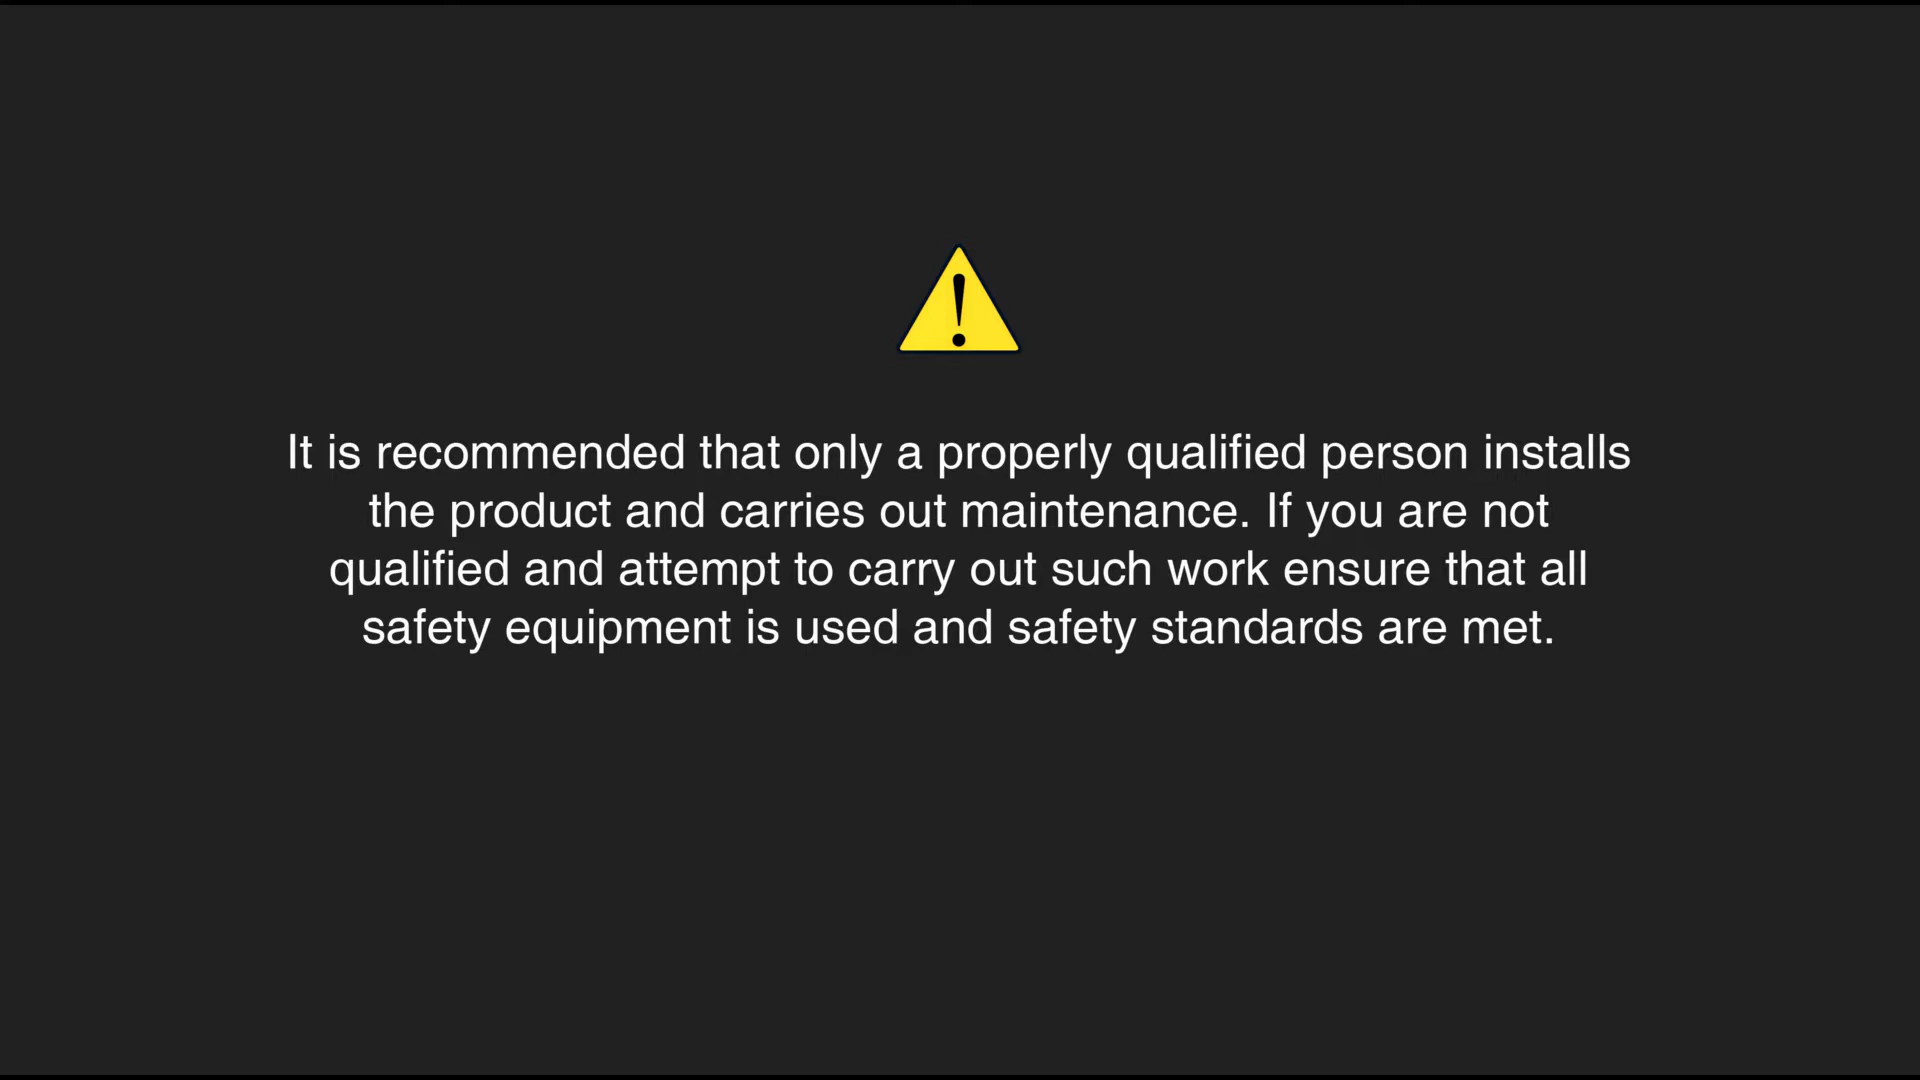 It is recommended that only a properly qualified person installs
the product and carries out maintenance. If you are not
qualified and attempt to carry out such work ensure that all
safety equipment is used and safety standards are met.